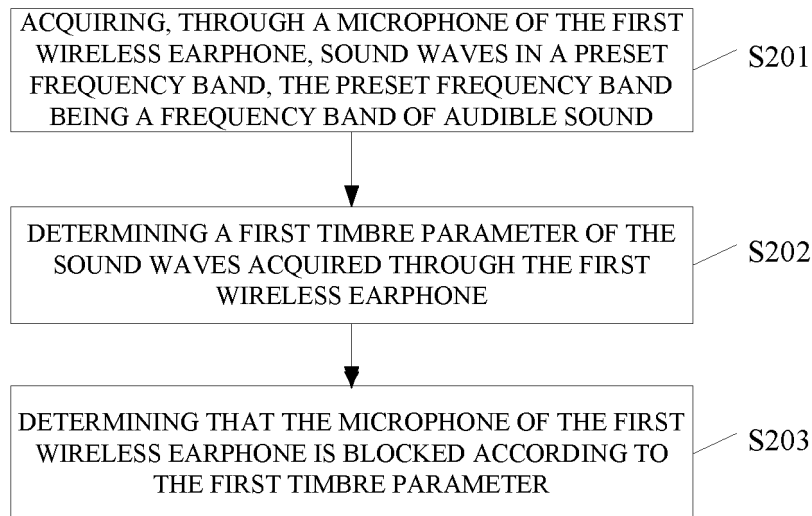 ACQUIRING, THROUGH A MICROPHONE OF THE FIRST
WIRELESS EARPHONE, SOUND WAVES IN A PRESET
FREQUENCY BAND, THE PRESET FREQUENCY BAND
BEING A FREQUENCY BAND OF AUDIBLE SOUND
S201
DETERMINING A FIRST TIMBRE PARAMETER OF THE
SOUND WAVES ACQUIRED THROUGH THE FIRST
WIRELESS EARPHONE
S202
DETERMINING THAT THE MICROPHONE OF THE FIRST
WIRELESS EARPHONE IS BLOCKED ACCORDING TO
THE FIRST TIMBRE PARAMETER
S203